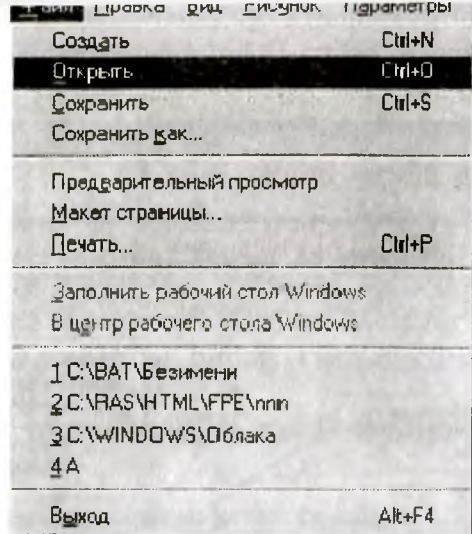 Файл Правка Вид Рисунок Параметры
Создать Ctrl+N
Открыть Ctrl+O
Сохранить Ctrl+S
Сохранить как...
Предварительный просмотр
Макет страницы...
Печать... Ctrl+P
Заполнить рабочий стол Windows
В центр рабочего стола Windows
1 C:\BAT\Безимени
2 C:\RAS\HTML\FPE\nnn
3 C:\WINDOWS\Облака
4 A
Выход Alt+F4